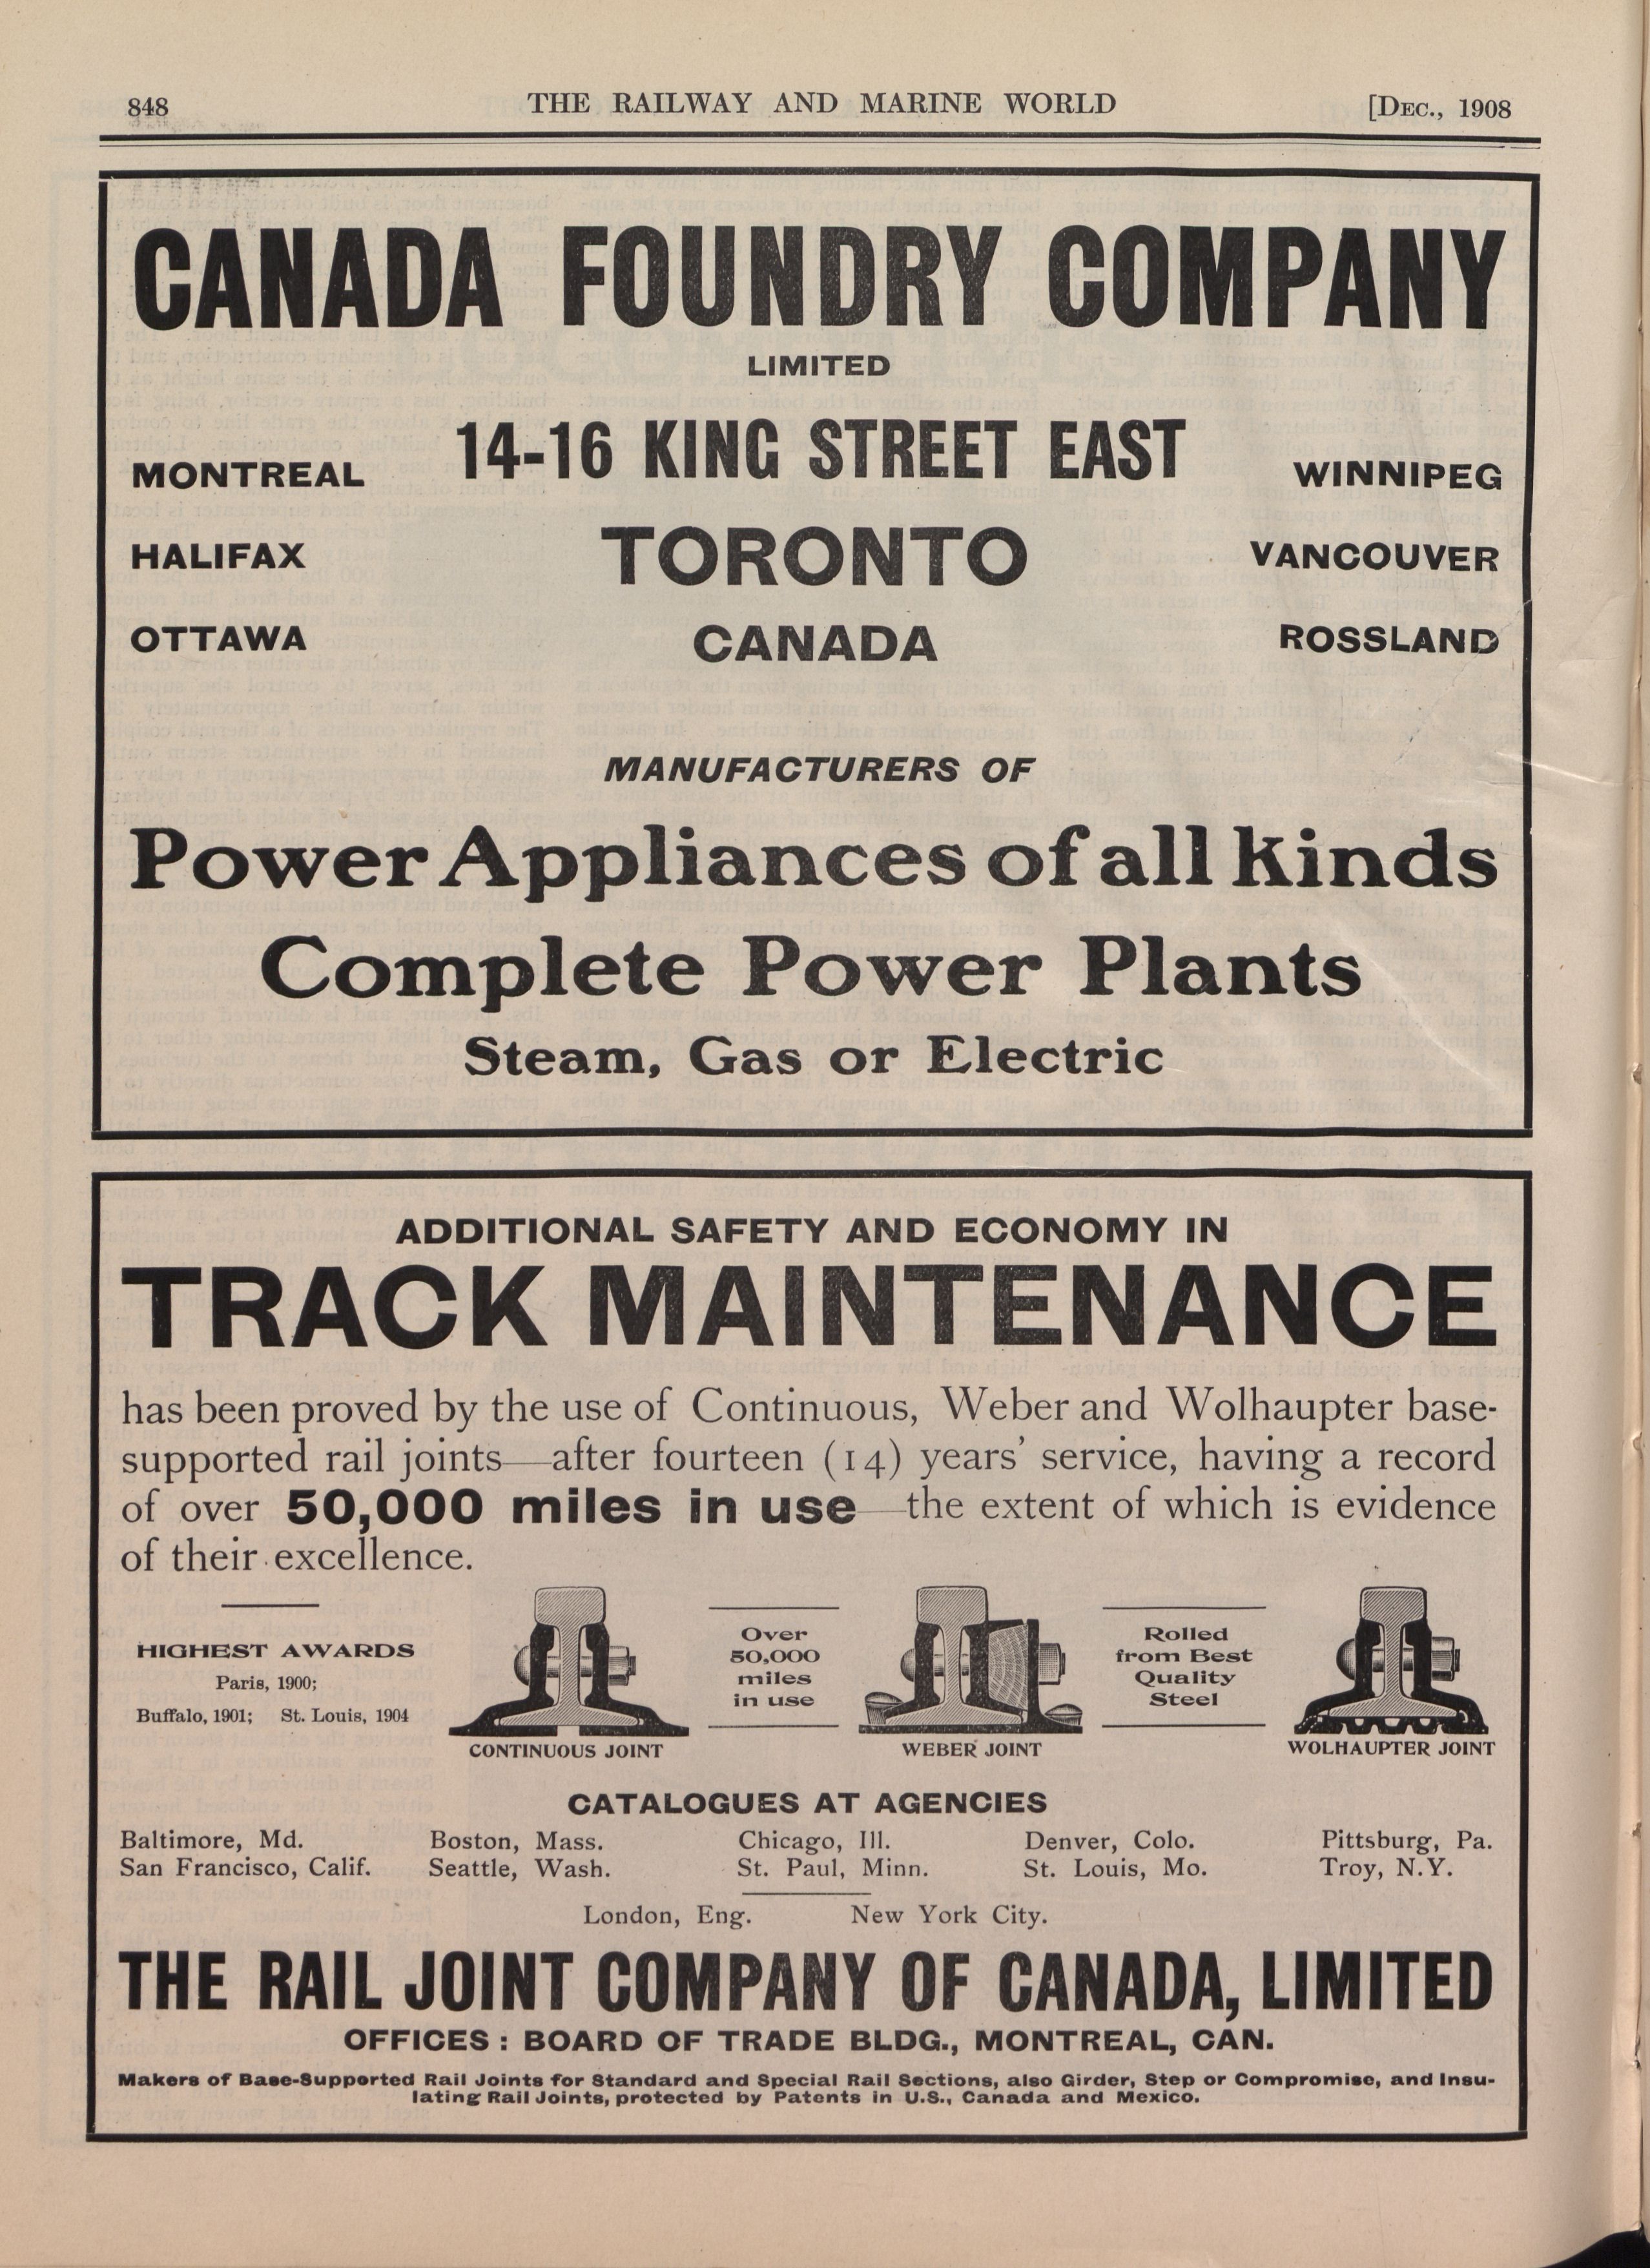 848 THE RAILWAY AND MARINE WORLD [DEC., 1908
CANADA FOUNDRY COMPANY
LIMITED
14-16 KING STREET EAST
MONTREAL WINNIPEG
TORONTO
HALIFAX VANCOUVER
CANADA
OTTAWA ROSSLAND
MANUFACTURERS OF
Power Appliances of all Kinds
Complete Power Plants
Steam, Gas or Electric
ADDITIONAL SAFETY AND ECONOMY IN
TRACK MAINTENANCE
has been proved by the use of Continuous, Weber and Wolhaupter base-
supported rail joints—after fourteen (14) years' service, having a record
of over 50,000 miles in use—the extent of which is evidence
of their excellence.
HIGHEST AWARDS
Paris, 1900;
Buffalo, 1901; St. Louis, 1904
CONTINUOUS JOINT
Over
50,000
miles
in use
WEBER JOINT
Rolled
from Best
Quality
Steel
WOLHAUPTER JOINT
CATALOGUES AT AGENCIES
Baltimore, Md. Boston, Mass. Chicago, Ill. Denver, Colo. Pittsburg, Pa.
San Francisco, Calif. Seattle, Wash. St. Paul, Minn. St. Louis, Mo. Troy, N.Y.
London, Eng. New York City.
THE RAIL JOINT COMPANY OF CANADA, LIMITED
OFFICES: BOARD OF TRADE BLDG., MONTREAL, CAN.
Makers of Base-Supported Rail Joints for Standard and Special Rail Sections, also Girder, Step or Compromise, and Insu-
lating Rail Joints, protected by Patents in U.S., Canada and Mexico.